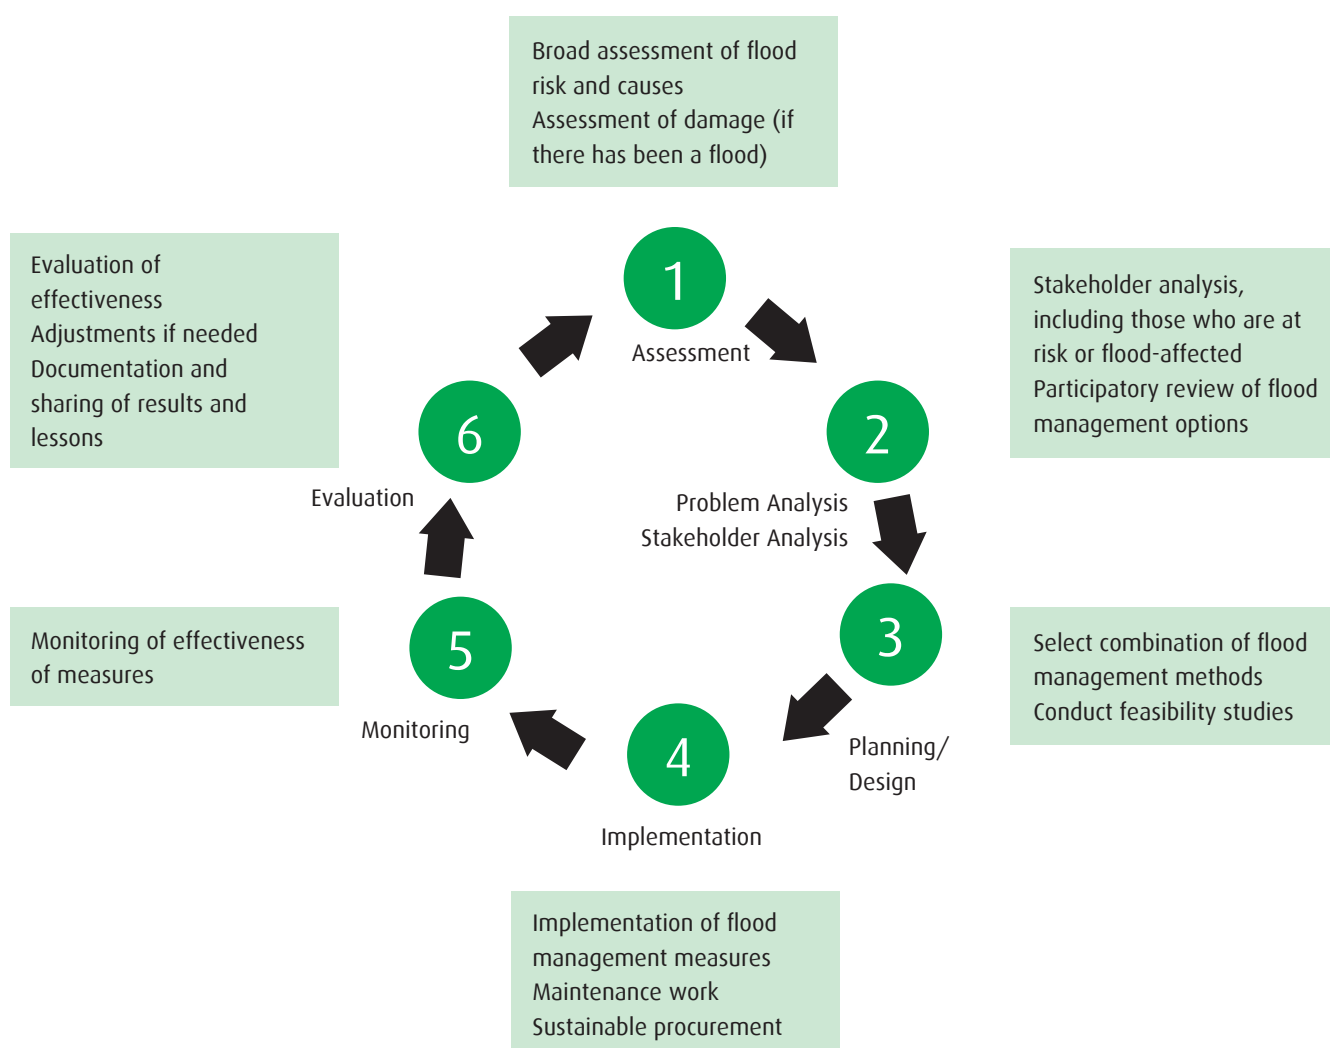 Broad assessment of flood
risk and causes
Assessment of damage (if
there has been a flood)
1
Assessment
Stakeholder analysis,
including those who are at
risk or flood-affected
Participatory review of flood
management options
2
Problem Analysis
Stakeholder Analysis
Select combination of flood
management methods
Conduct feasibility studies
3
Planning/
Design
4
Implementation
Implementation of flood
management measures
Maintenance work
Sustainable procurement
5
Monitoring
Monitoring of effectiveness
of measures
6
Evaluation
Evaluation of
effectiveness
Adjustments if needed
Documentation and
sharing of results and
lessons